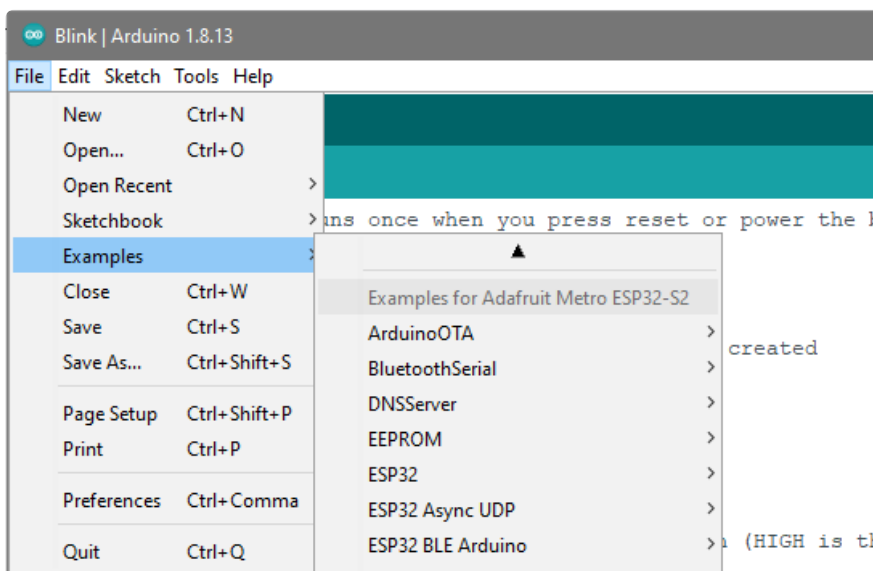 Blink | Arduino 1.8.13
File Edit Sketch Tools Help
New Ctrl+N
Open... Ctrl+O
Open Recent
Sketchbook
Examples
Close Ctrl+W
Save Ctrl+S
Save As... Ctrl+Shift+S
Page Setup Ctrl+Shift+P
Print Ctrl+P
Preferences Ctrl+Comma
Quit Ctrl+Q
uns once when you press reset or power the
Examples for Adafruit Metro ESP32-S2
ArduinoOTA
BluetoothSerial
DNSServer
EEPROM
ESP32
ESP32 Async UDP
ESP32 BLE Arduino
created
(HIGH is